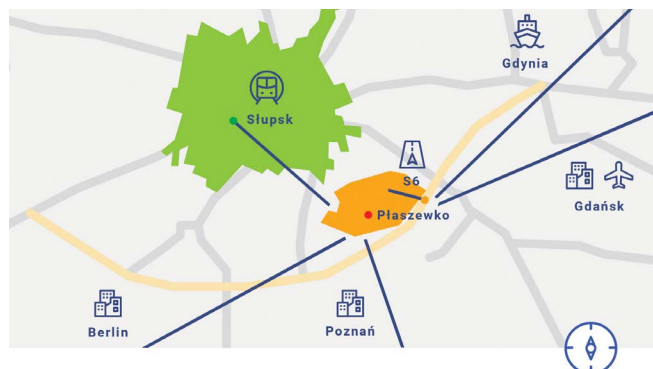 Gdynia
Słupsk
S6
Gdańsk
Płaszewko
Berlin
Poznań